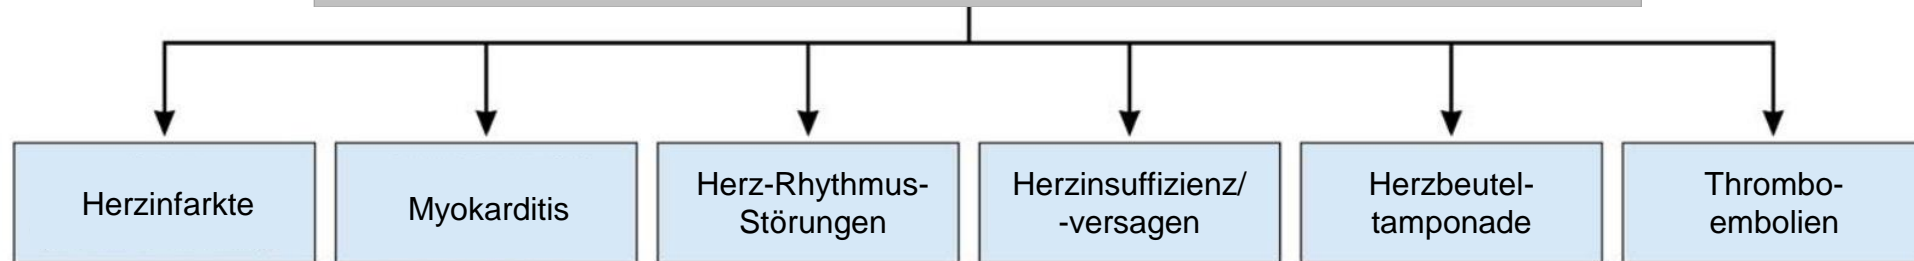 Herzinfarkte
Myokarditis
Herz-Rhythmus-
Störungen
Herzinsuffizienz/
-versagen
Herzbeutel-
tamponade
Thrombo-
embolien